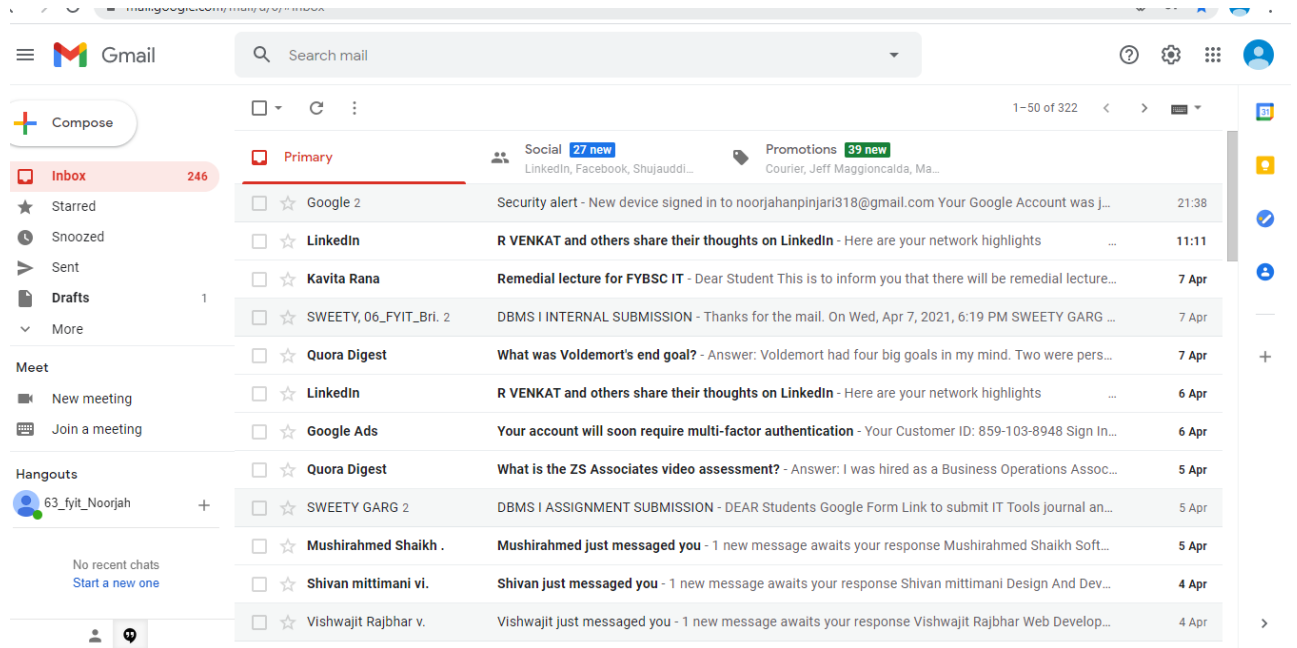 Gmail
Search mail
Compose
1–50 of 322
31
Primary
Social 27 new
LinkedIn, Facebook, Shujauddi...
Promotions 39 new
Courier, Jeff Maggioncalda, Ma...
Inbox 246
Starred
Snoozed
Sent
Drafts 1
More
Meet
New meeting
Join a meeting
Hangouts
63_fyit_Noorjah
No recent chats
Start a new one
Google 2 Security alert - New device signed in to noorjahanpinjari318@gmail.com Your Google Account was j... 21:38
LinkedIn R VENKAT and others share their thoughts on LinkedIn - Here are your network highlights ... 11:11
Kavita Rana Remedial lecture for FYBSC IT - Dear Student This is to inform you that there will be remedial lecture... 7 Apr
SWEETY, 06_FYIT_Bri. 2 DBMS I INTERNAL SUBMISSION - Thanks for the mail. On Wed, Apr 7, 2021, 6:19 PM SWEETY GARG ... 7 Apr
Quora Digest What was Voldemort's end goal? - Answer: Voldemort had four big goals in my mind. Two were pers... 7 Apr
LinkedIn R VENKAT and others share their thoughts on LinkedIn - Here are your network highlights ... 6 Apr
Google Ads Your account will soon require multi-factor authentication - Your Customer ID: 859-103-8948 Sign In... 6 Apr
Quora Digest What is the ZS Associates video assessment? - Answer: I was hired as a Business Operations Assoc... 5 Apr
SWEETY GARG 2 DBMS I ASSIGNMENT SUBMISSION - DEAR Students Google Form Link to submit IT Tools journal an... 5 Apr
Mushirahmed Shaikh . Mushirahmed just messaged you - 1 new message awaits your response Mushirahmed Shaikh Soft... 5 Apr
Shivan mittimani vi. Shivan just messaged you - 1 new message awaits your response Shivan mittimani Design And Dev... 4 Apr
Vishwajit Rajbhar v. Vishwajit just messaged you - 1 new message awaits your response Vishwajit Rajbhar Web Develop... 4 Apr